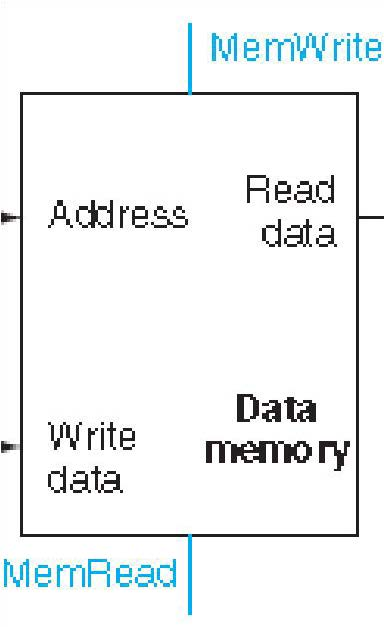 MemWrite
Address
Read
data
Write
data
Data
memory
MemRead